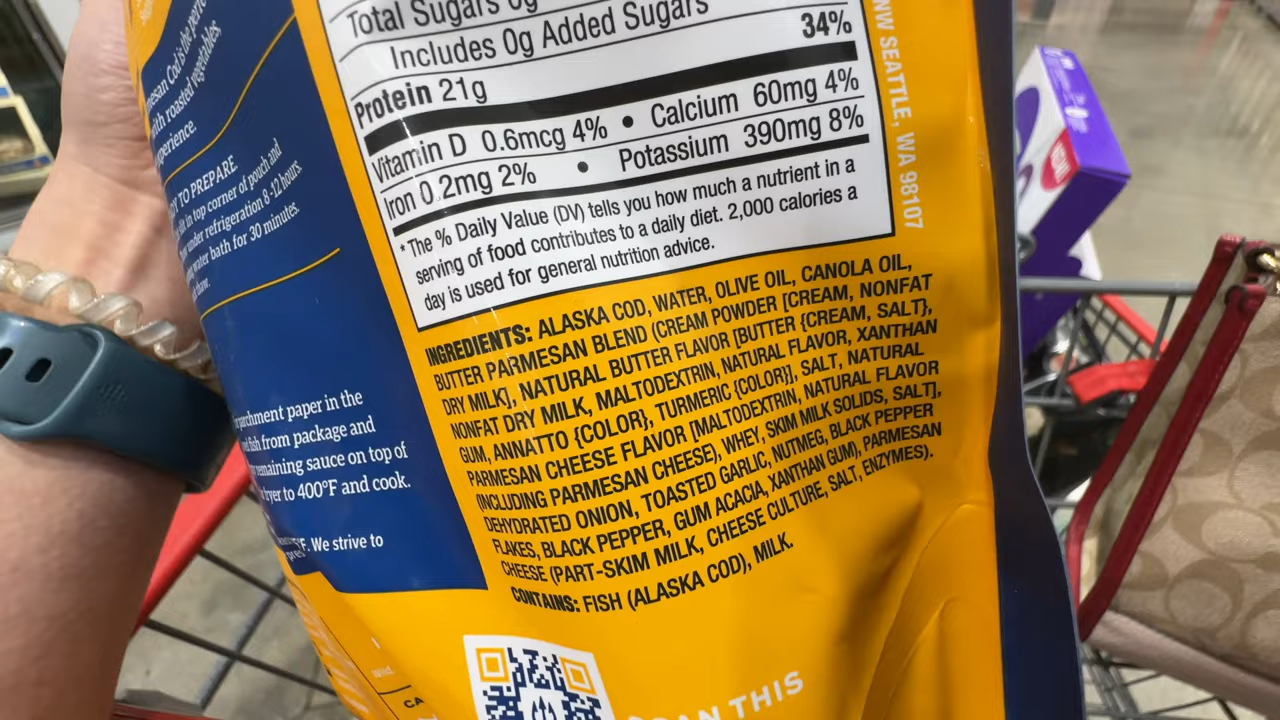 Total Sugars 0g
Includes 0g Added Sugars
Protein 21g 34%
Vitamin D 0.6mcg 4% • Calcium 60mg 4%
Iron 0.2mg 2% • Potassium 390mg 8%
*The % Daily Value (DV) tells you how much a nutrient in a
serving of food contributes to a daily diet. 2,000 calories a
day is used for general nutrition advice.
INGREDIENTS: ALASKA COD, WATER, OLIVE OIL, CANOLA OIL,
BUTTER PARMESAN BLEND (CREAM POWDER [CREAM, NONFAT
DRY MILK], NATURAL BUTTER FLAVOR [BUTTER {CREAM, SALT},
NONFAT DRY MILK, MALTODEXTRIN, NATURAL FLAVOR, XANTHAN
GUM, ANNATTO {COLOR}, TURMERIC {COLOR}], SALT, NATURAL
PARMESAN CHEESE FLAVOR [MALTODEXTRIN, NATURAL FLAVOR
(INCLUDING PARMESAN CHEESE), WHEY, SKIM MILK SOLIDS, SALT],
DEHYDRATED ONION, TOASTED GARLIC, NUTMEG, BLACK PEPPER
FLAKES, BLACK PEPPER, GUM ACACIA, XANTHAN GUM), PARMESAN
CHEESE (PART-SKIM MILK, CHEESE CULTURE, SALT, ENZYMES).
CONTAINS: FISH (ALASKA COD), MILK.
NW SEATTLE, WA 98107
Cod is the
with roasted vegetables,
experience.
TO PREPARE
in top corner of pouch and
under refrigeration 8-12 hours
water bath for 30 minutes.
thaw.
parchment paper in the
fish from package and
remaining sauce on top of
fryer to 400°F and cook.
We strive to
THIS
CA